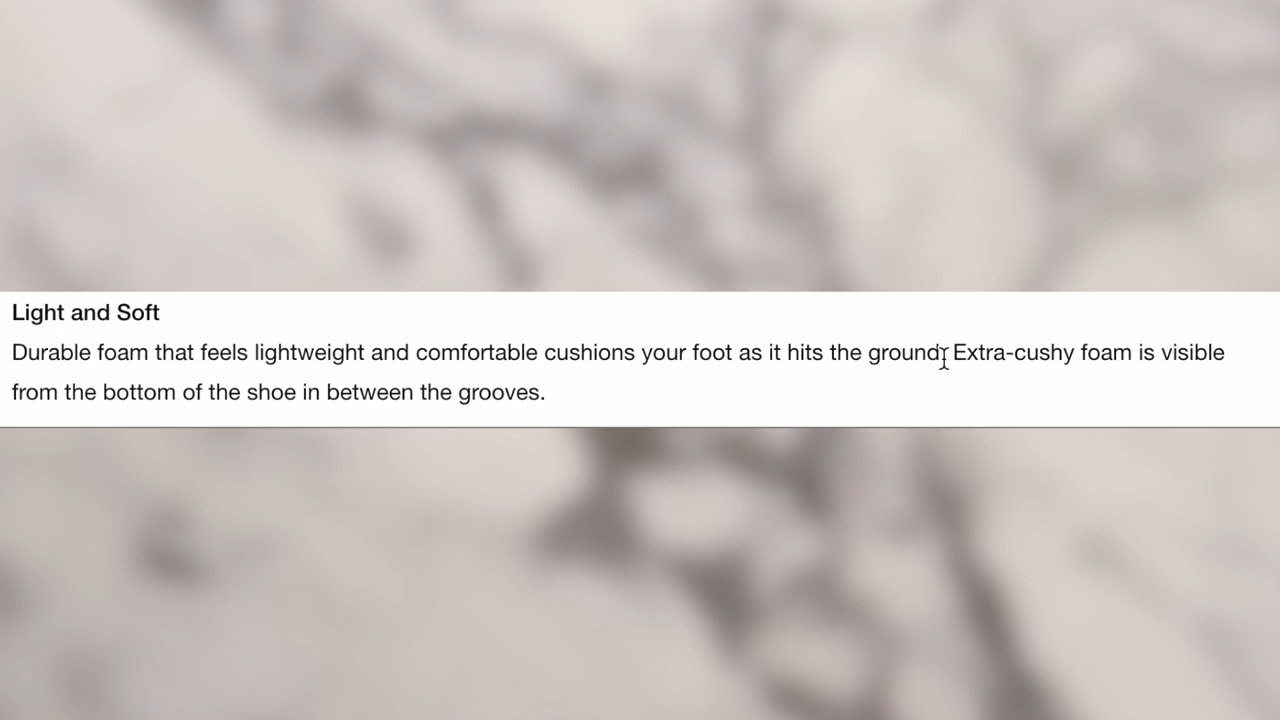 Light and Soft
Durable foam that feels lightweight and comfortable cushions your foot as it hits the ground. Extra-cushy foam is visible
from the bottom of the shoe in between the grooves.